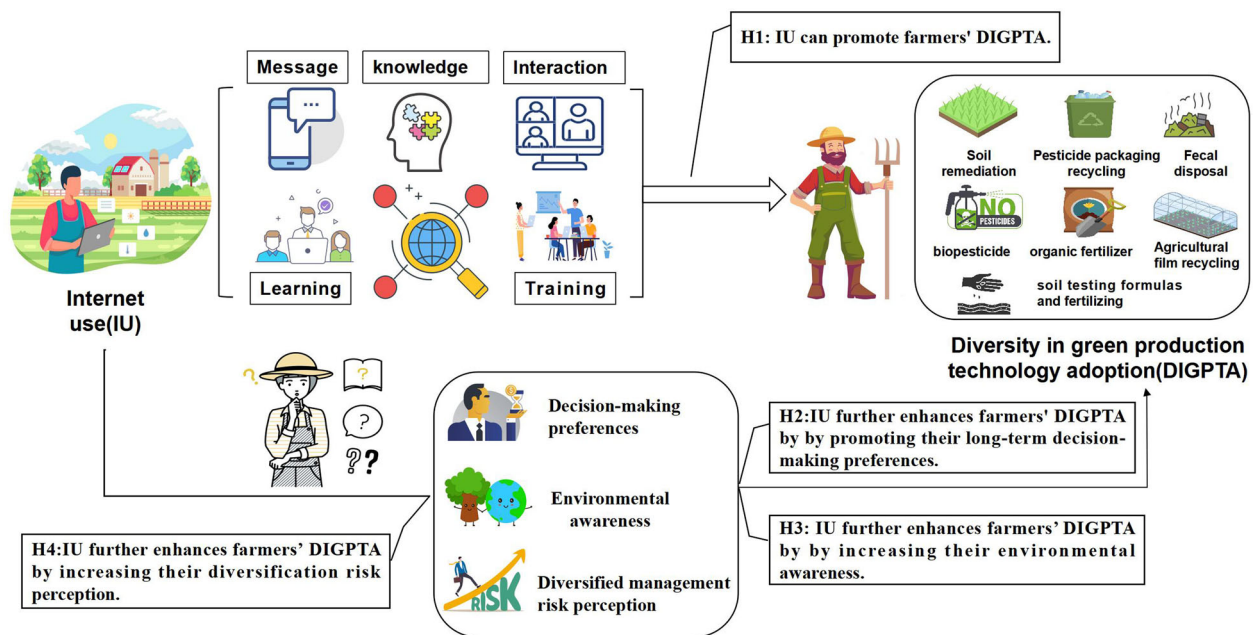 H1: IU can promote farmers' DIGPTA.
Message
knowledge
Interaction
Learning
Training
Internet
use(IU)
Soil
remediation
Pesticide packaging
recycling
Fecal
disposal
NO
PESTICIDES
biopesticide
organic fertilizer
Agricultural
film recycling
soil testing formulas
and fertilizing
Diversity in green production
technology adoption(DIGPTA)
?
?
?
??
Decision-making
preferences
Environmental
awareness
RISK
Diversified management
risk perception
H2:IU further enhances farmers' DIGPTA
by by promoting their long-term decision-
making preferences.
H3: IU further enhances farmers' DIGPTA
by by increasing their environmental
awareness.
H4:IU further enhances farmers' DIGPTA
by increasing their diversification risk
perception.